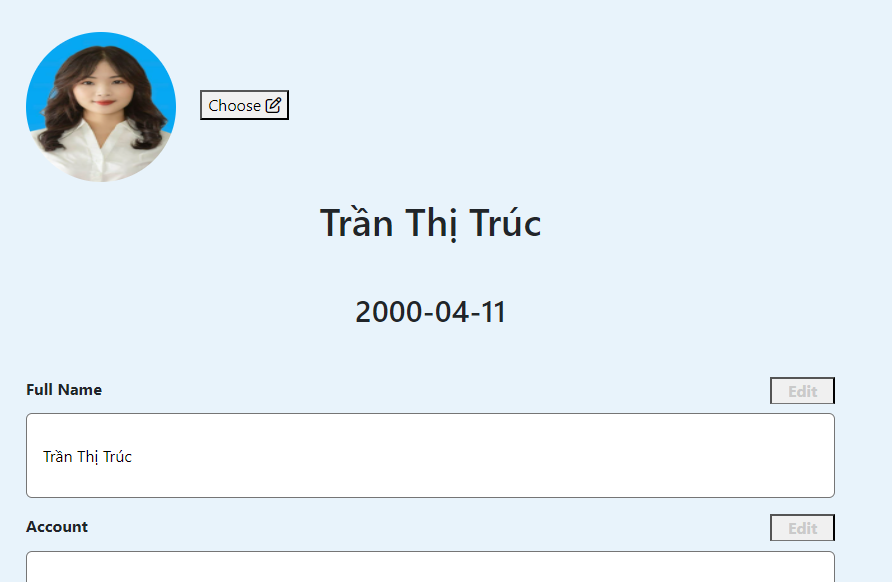 Choose
Trần Thị Trúc
2000-04-11
Full Name Edit
Trần Thị Trúc
Account Edit